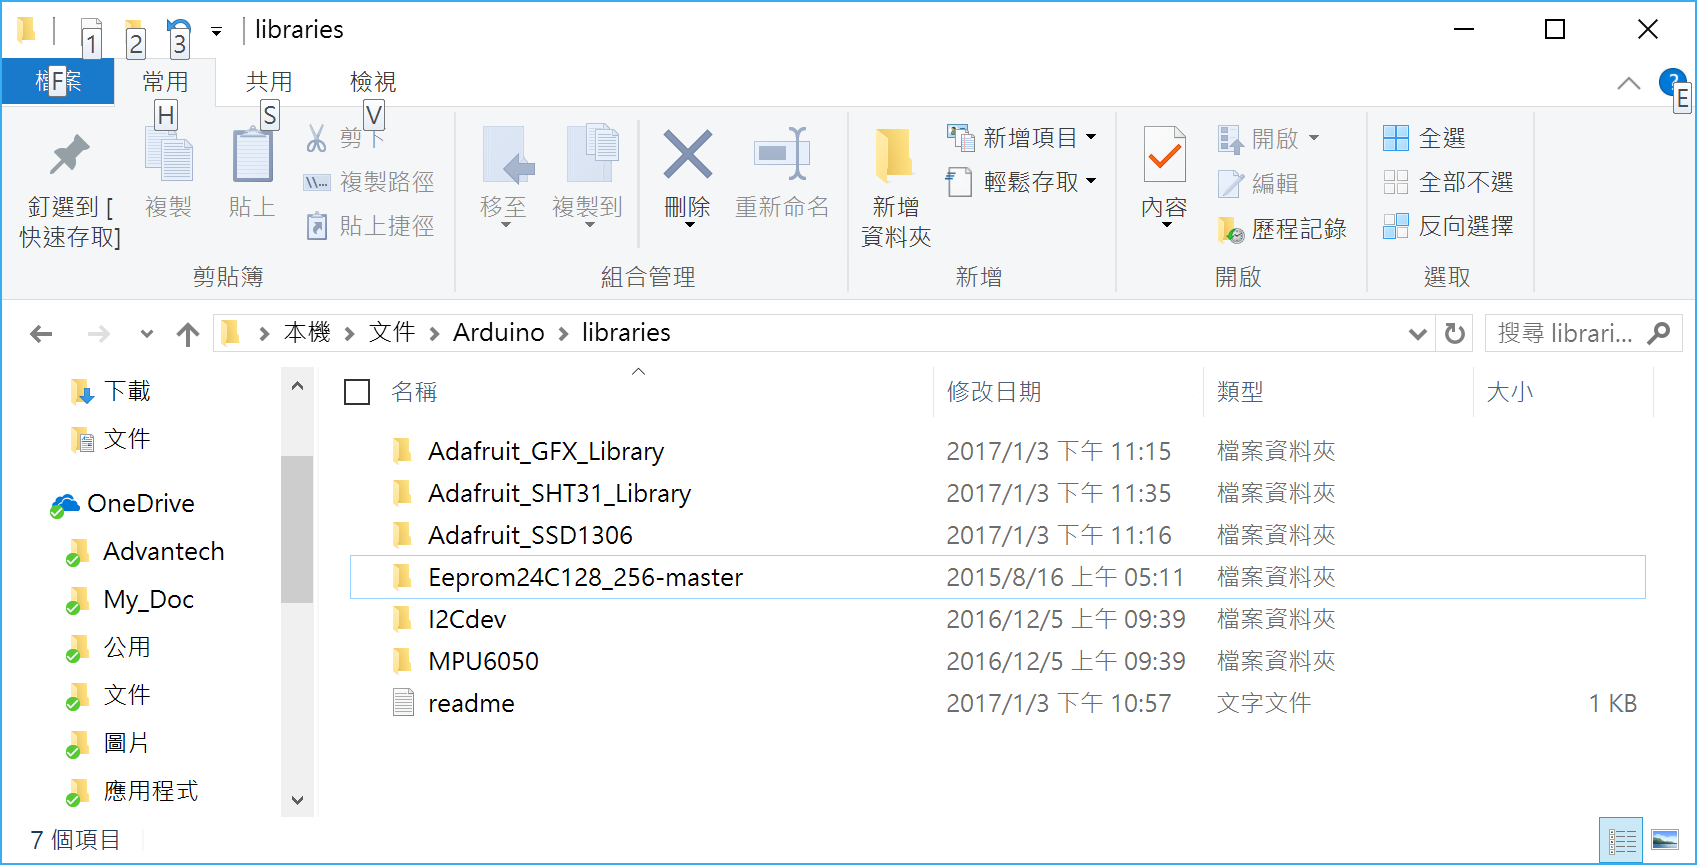 1 2 3 libraries
檔案 常用 共用 檢視
F H S V E
釘選到 [快速存取]
複製
貼上
剪下
複製路徑
貼上捷徑
剪貼簿
移至
複製到
刪除
重新命名
組合管理
新增資料夾
新增項目
輕鬆存取
新增
內容
開啟
編輯
歷程記錄
開啟
全選
全部不選
反向選擇
選取
本機 文件 Arduino libraries
搜尋 librari...
下載
文件
OneDrive
Advantech
My_Doc
公用
文件
圖片
應用程式
名稱 修改日期 類型 大小
Adafruit_GFX_Library 2017/1/3 下午 11:15 檔案資料夾
Adafruit_SHT31_Library 2017/1/3 下午 11:35 檔案資料夾
Adafruit_SSD1306 2017/1/3 下午 11:16 檔案資料夾
Eeprom24C128_256-master 2015/8/16 上午 05:11 檔案資料夾
I2Cdev 2016/12/5 上午 09:39 檔案資料夾
MPU6050 2016/12/5 上午 09:39 檔案資料夾
readme 2017/1/3 下午 10:57 文字文件 1 KB
7 個項目